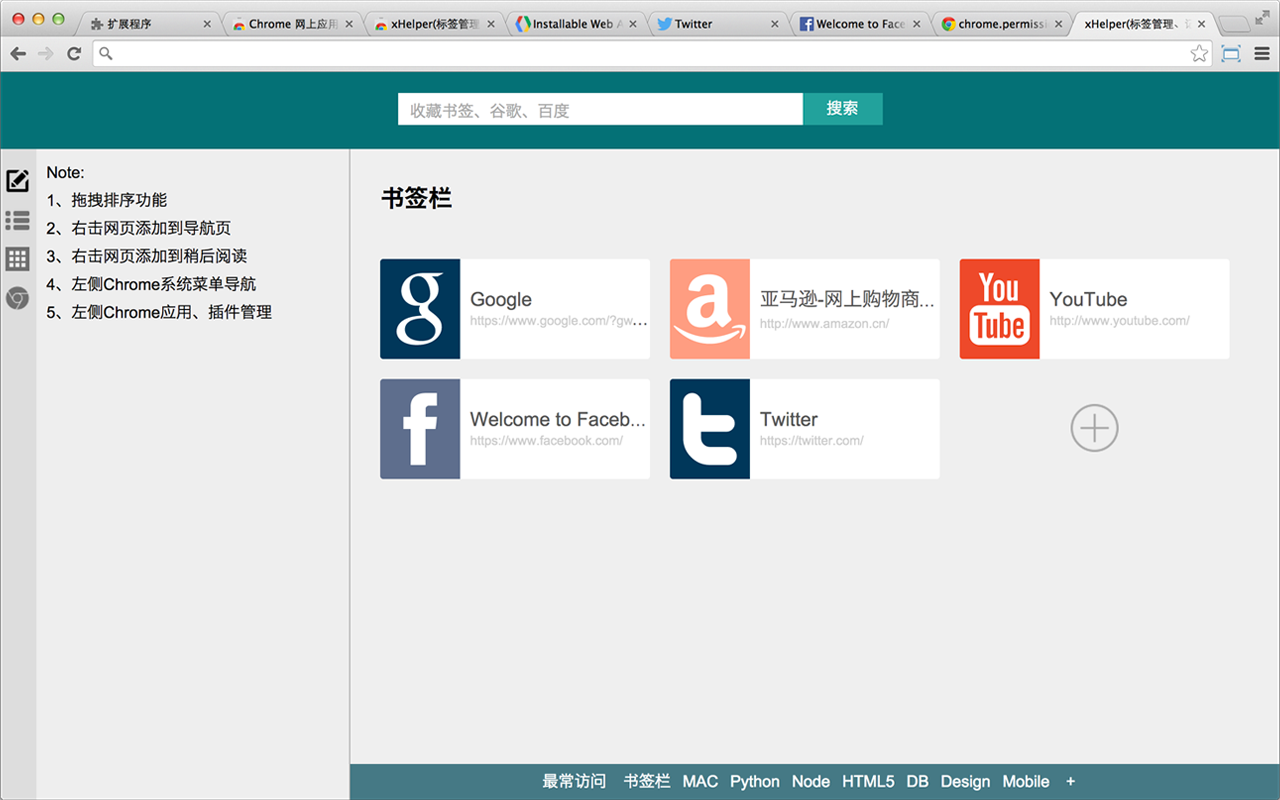 扩展程序
Chrome 网上应用
xHelper(标签管理
Installable Web A
Twitter
Welcome to Face
chrome.permissi
xHelper(标签管理、
收藏书签、谷歌、百度
搜索
Note:
1、拖拽排序功能
2、右击网页添加到导航页
3、右击网页添加到稍后阅读
4、左侧Chrome系统菜单导航
5、左侧Chrome应用、插件管理
书签栏
g
Google
https://www.google.com/?gw...
a
亚马逊-网上购物商...
http://www.amazon.cn/
You
Tube
YouTube
http://www.youtube.com/
f
Welcome to Faceb...
https://www.facebook.com/
t
Twitter
https://twitter.com/
最常访问 书签栏 MAC Python Node HTML5 DB Design Mobile +